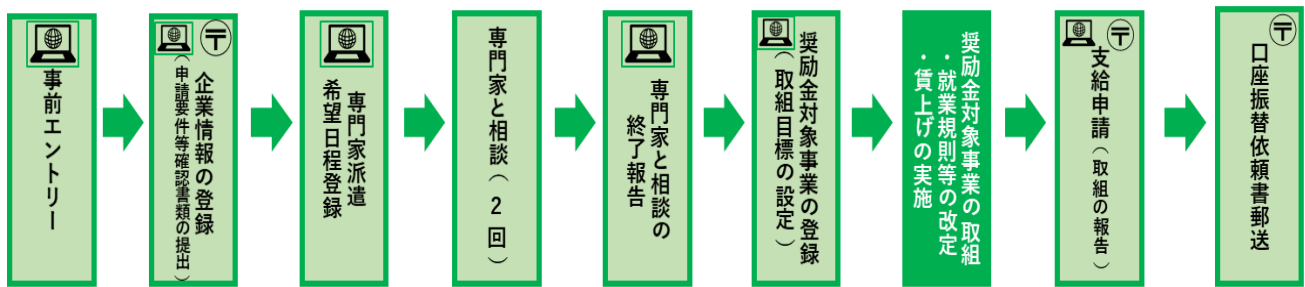 事前エントリー
〒
企業情報の登録
(申請要件等確認書類の提出)
専門家派遣
希望日程登録
専門家と相談(2回)
専門家と相談の
終了報告
奨励金対象事業の登録
(取組目標の設定)
奨励金対象事業の取組
・就業規則等の改定
・賃上げの実施
〒
支給申請(取組の報告)
〒
口座振替依頼書郵送